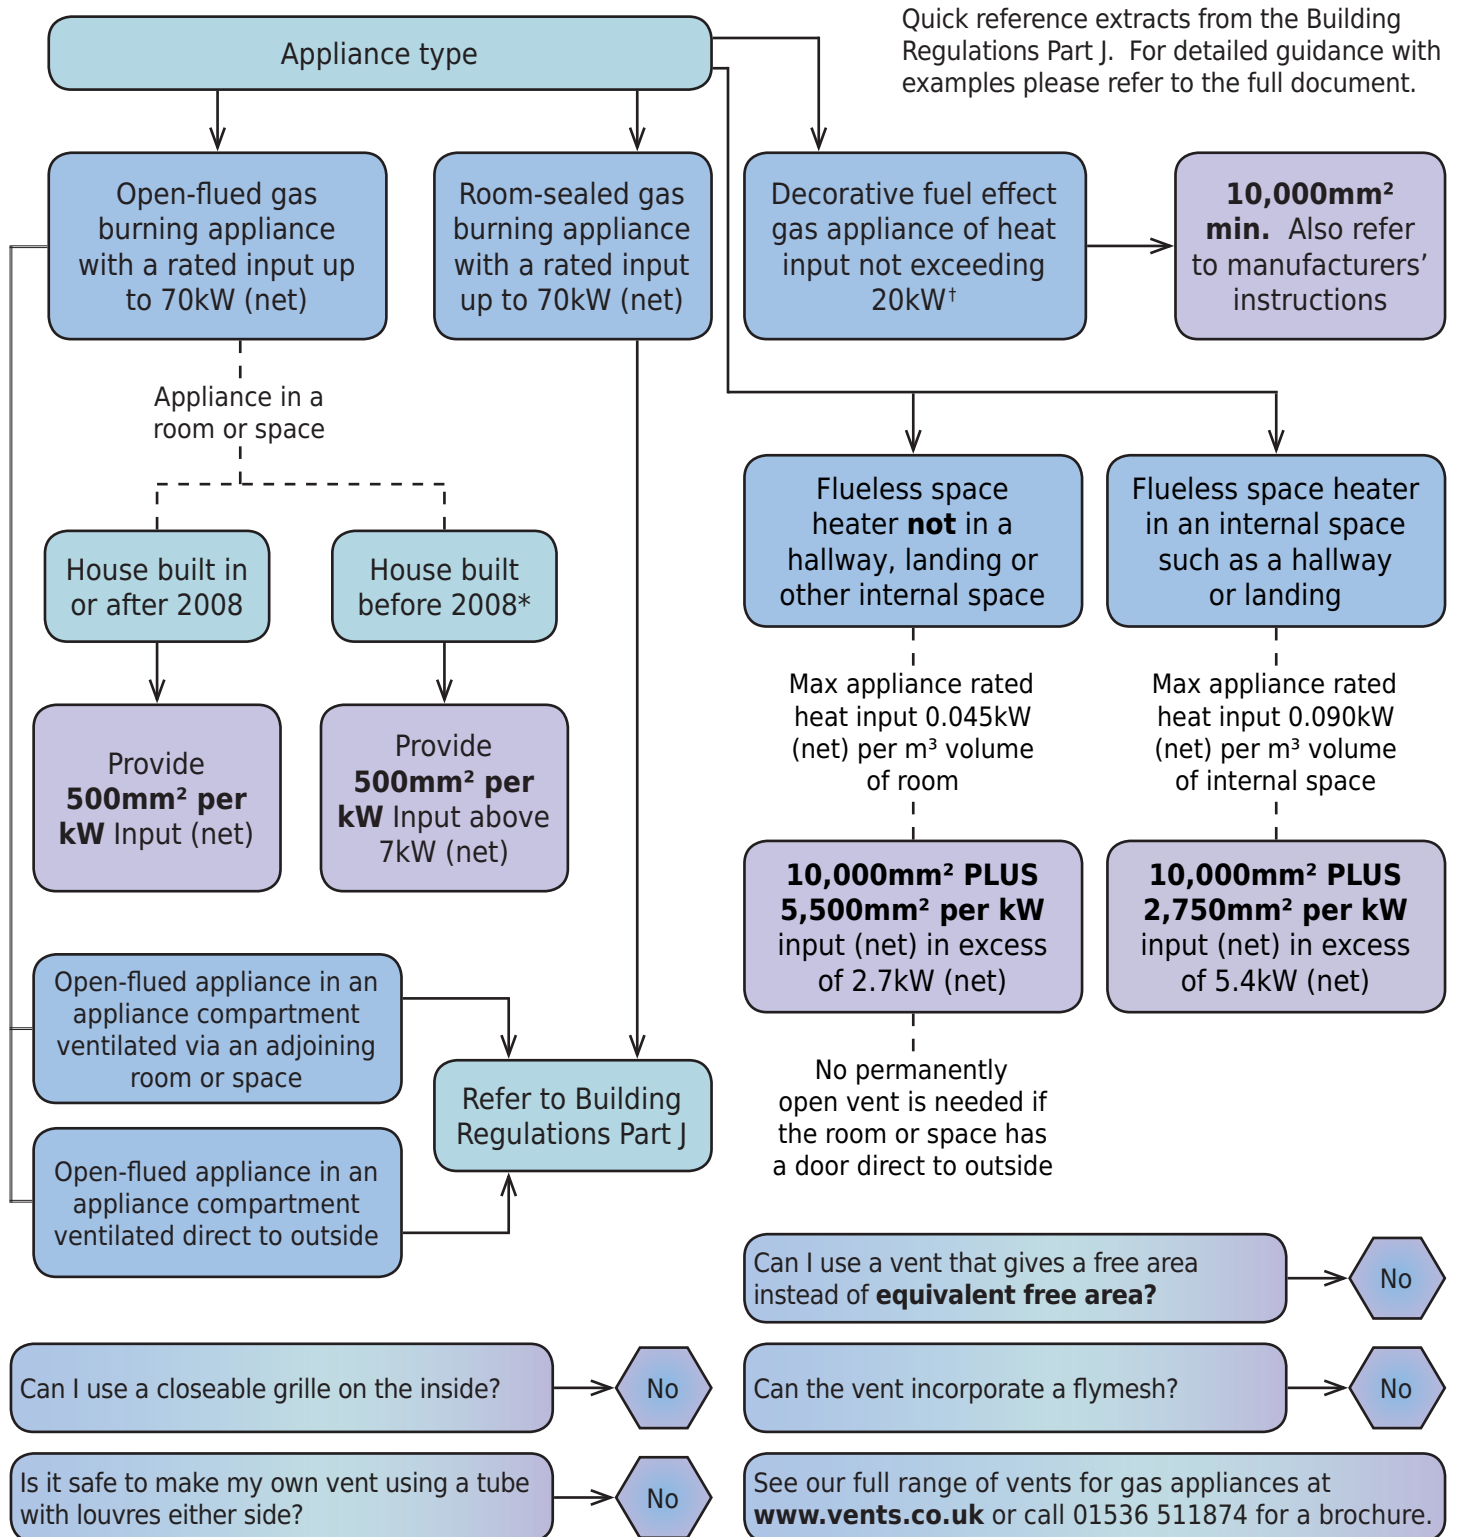 Quick reference extracts from the Building
Regulations Part J.  For detailed guidance with
examples please refer to the full document.
Appliance type
Open-flued gas
burning appliance
with a rated input up
to 70kW (net)
Room-sealed gas
burning appliance
with a rated input
up to 70kW (net)
Decorative fuel effect
gas appliance of heat
input not exceeding
20kW†
10,000mm²
min.  Also refer
to manufacturers’
instructions
Appliance in a
room or space
House built in
or after 2008
House built
before 2008*
Provide
500mm² per
kW Input (net)
Provide
500mm² per
kW Input above
7kW (net)
Flueless space
heater not in a
hallway, landing or
other internal space
Flueless space heater
in an internal space
such as a hallway
or landing
Max appliance rated
heat input 0.045kW
(net) per m³ volume
of room
Max appliance rated
heat input 0.090kW
(net) per m³ volume
of internal space
10,000mm² PLUS
5,500mm² per kW
input (net) in excess
of 2.7kW (net)
10,000mm² PLUS
2,750mm² per kW
input (net) in excess
of 5.4kW (net)
No permanently
open vent is needed if
the room or space has
a door direct to outside
Open-flued appliance in an
appliance compartment
ventilated via an adjoining
room or space
Open-flued appliance in an
appliance compartment
ventilated direct to outside
Refer to Building
Regulations Part J
Can I use a vent that gives a free area
instead of equivalent free area?
No
Can I use a closeable grille on the inside?
No
Can the vent incorporate a flymesh?
No
Is it safe to make my own vent using a tube
with louvres either side?
No
See our full range of vents for gas appliances at
www.vents.co.uk or call 01536 511874 for a brochure.